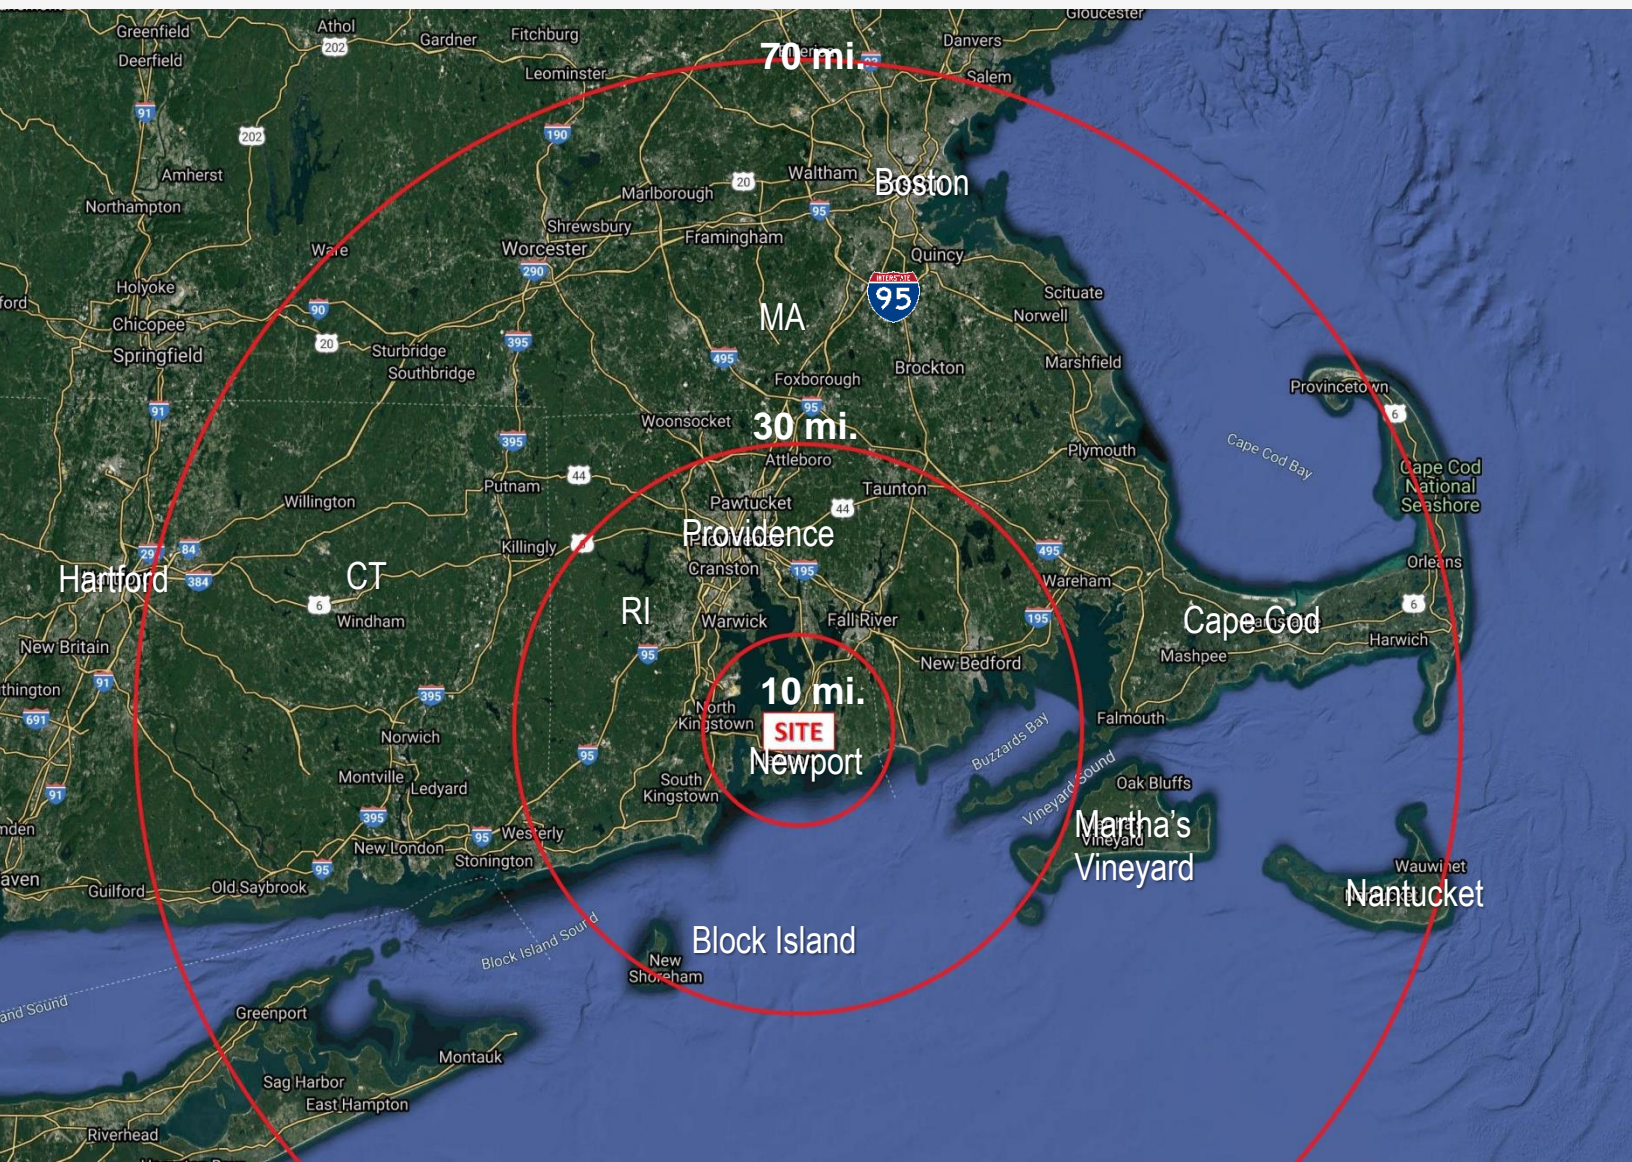 Gloucester
Greenfield
Athol
202
Gardner
Fitchburg
Danvers
Deerfield
70 mi.
93
Leominster
Salem
91
190
202
Amherst
Waltham
20
Boston
Marlborough
Northampton
95
Shrewsbury
Framingham
Ware
Worcester
Quincy
290
INTERSTATE
95
Holyoke
Scituate
90
MA
Norwell
Chicopee
20
395
Springfield
Sturbridge
495
Marshfield
Southbridge
Brockton
Foxborough
Provincetown
91
95
6
Woonsocket
30 mi.
395
Cape Cod Bay
Plymouth
Attleboro
Cape Cod
National
Seashore
44
Putnam
Taunton
Willington
Pawtucket
44
Providence
Killingly
84
495
Cranston
195
Orleans
Hartford
384
CT
Wareham
6
6
RI
Windham
Warwick
Fall River
195
Cape Cod
Harwich
New Britain
95
Mashpee
New Bedford
91
395
10 mi.
North
Kingstown
691
Falmouth
SITE
Norwich
Buzzards Bay
95
Newport
Montville
Ledyard
South
Kingstown
Oak Bluffs
91
Vineyard Sound
395
Martha's
Vineyard
Vineyard
95
Westerly
New London
Stonington
95
Wauwinet
Guilford
Old Saybrook
Nantucket
Block Island Sound
Block Island
New
Shoreham
Greenport
Montauk
Sag Harbor
East Hampton
Riverhead